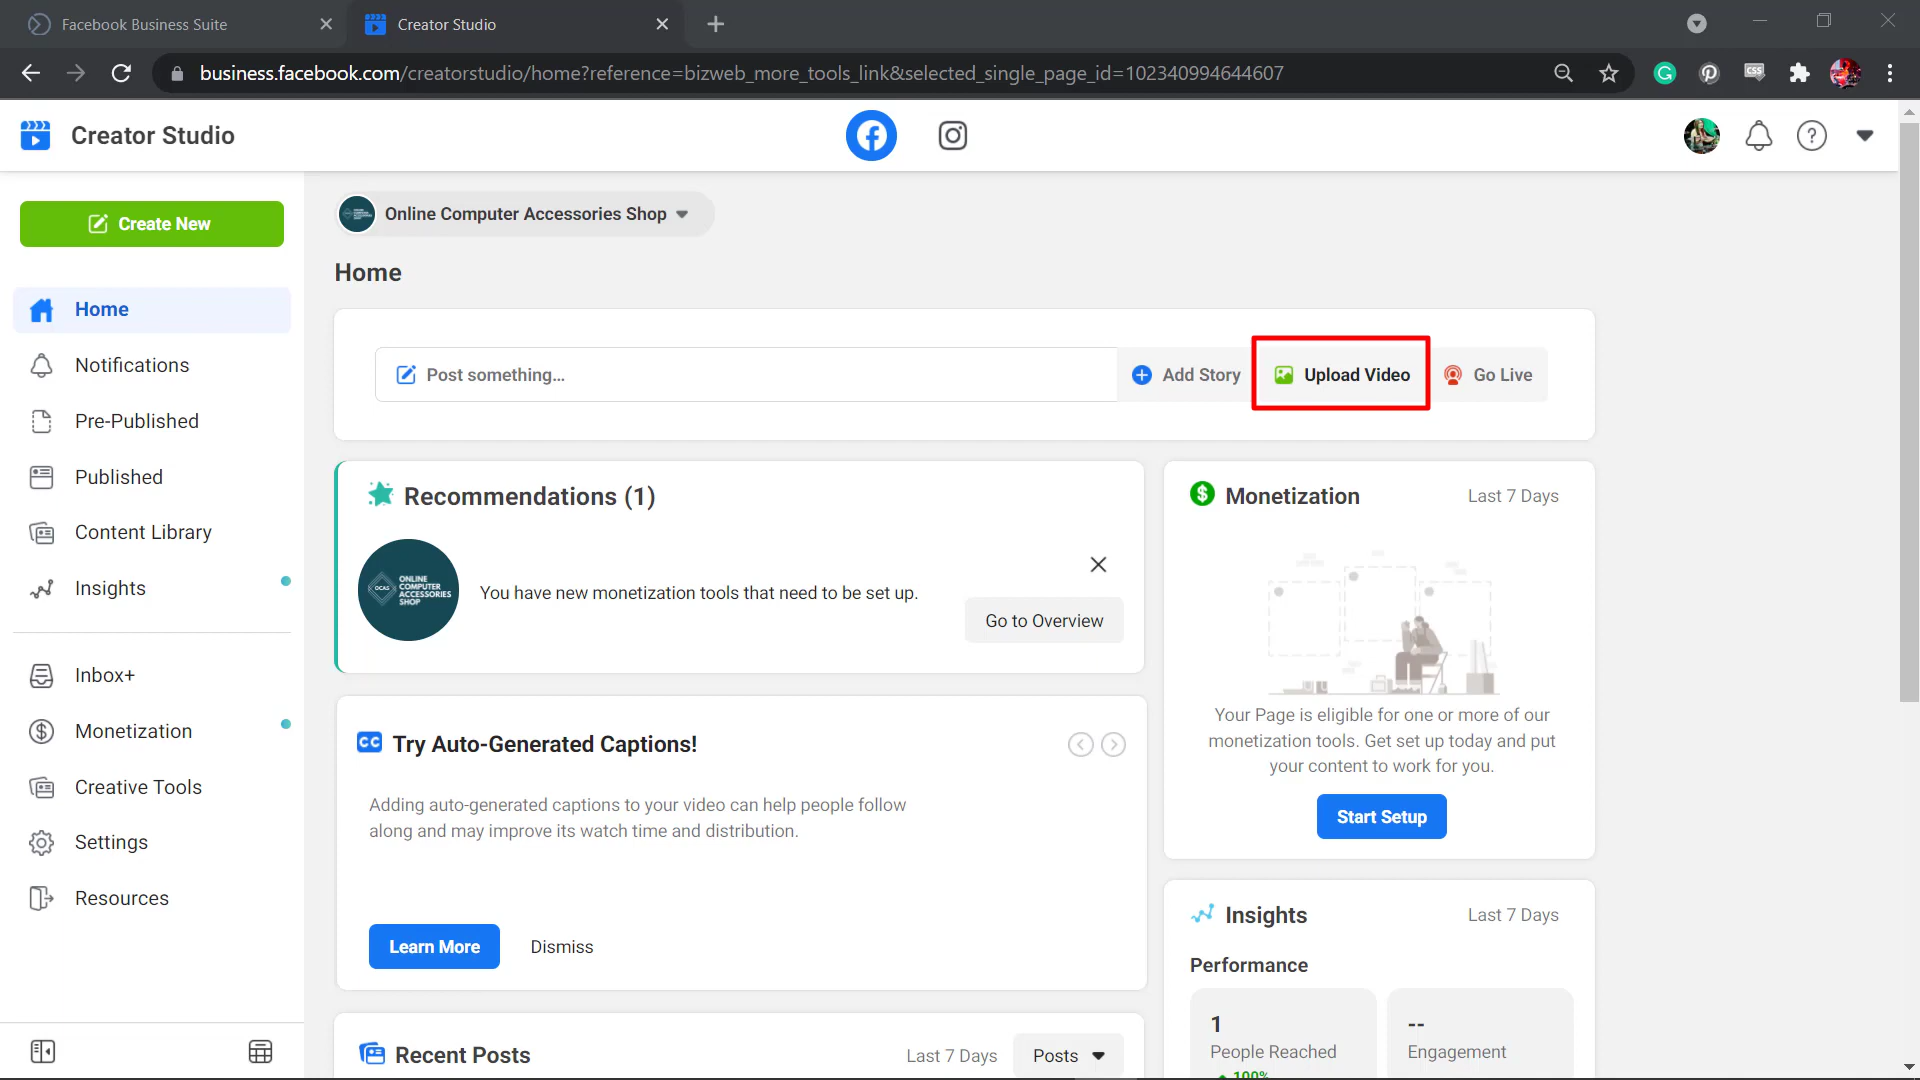 Facebook Business Suite
Creator Studio
business.facebook.com/creatorstudio/home?reference=bizweb_more_tools_link&selected_single_page_id=102340994644607
Creator Studio
Create New
Home
Notifications
Pre-Published
Published
Content Library
Insights
Inbox+
Monetization
Creative Tools
Settings
Resources
Online Computer Accessories Shop
Home
Post something...
Add Story
Upload Video
Go Live
Recommendations (1)
OCAS
ONLINE
COMPUTER
ACCESSORIES
SHOP
You have new monetization tools that need to be set up.
Go to Overview
Try Auto-Generated Captions!
Adding auto-generated captions to your video can help people follow
along and may improve its watch time and distribution.
Learn More
Dismiss
Recent Posts
Last 7 Days
Posts
Monetization
Last 7 Days
Your Page is eligible for one or more of our
monetization tools. Get set up today and put
your content to work for you.
Start Setup
Insights
Last 7 Days
Performance
1
People Reached
100%
--
Engagement